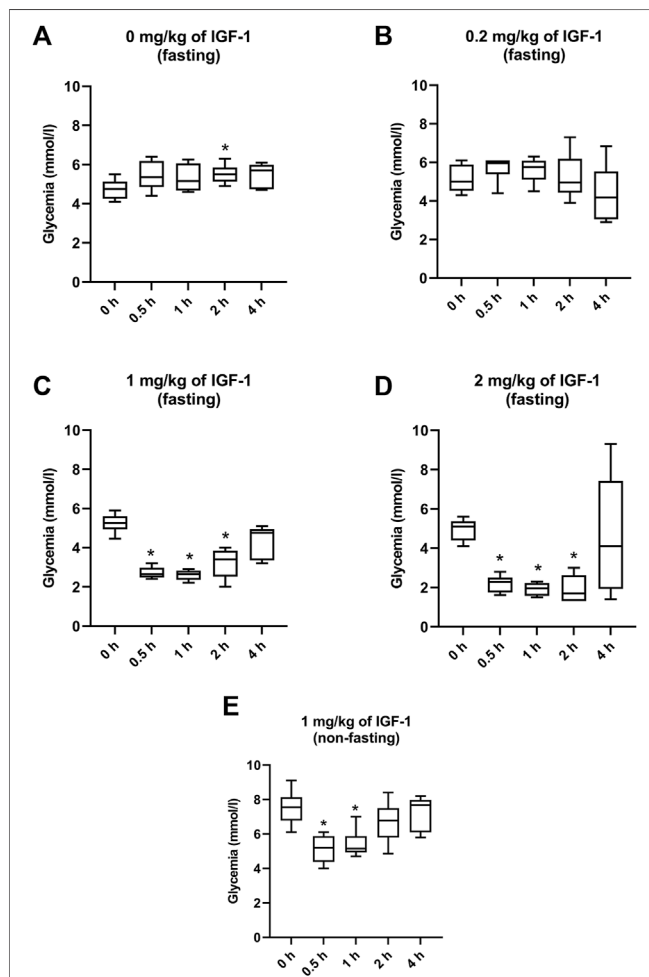 A
0 mg/kg of IGF-1
(fasting)
Glycemia (mmol/l)
10
8
6
4
2
0
*
0 h
0.5 h
1 h
2 h
4 h
B
0.2 mg/kg of IGF-1
(fasting)
Glycemia (mmol/l)
10
8
6
4
2
0
0 h
0.5 h
1 h
2 h
4 h
C
1 mg/kg of IGF-1
(fasting)
Glycemia (mmol/l)
10
8
6
4
2
0
*
*
*
0 h
0.5 h
1 h
2 h
4 h
D
2 mg/kg of IGF-1
(fasting)
Glycemia (mmol/l)
10
8
6
4
2
0
*
*
*
0 h
0.5 h
1 h
2 h
4 h
E
1 mg/kg of IGF-1
(non-fasting)
Glycemia (mmol/l)
10
8
6
4
2
0
*
*
0 h
0.5 h
1 h
2 h
4 h